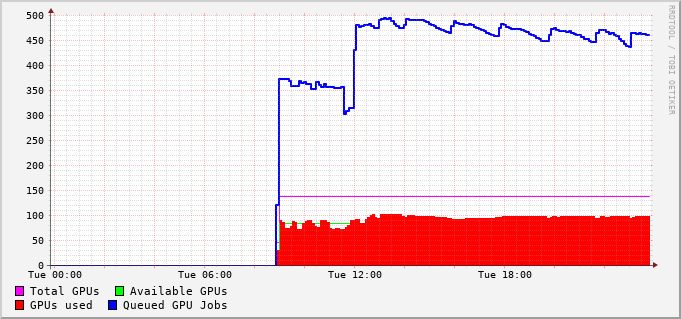 500
450
400
350
300
250
200
150
100
50
0
Tue 00:00 Tue 06:00 Tue 12:00 Tue 18:00
Total GPUs Available GPUs
GPUs used Queued GPU Jobs
RRDTOOL / TOBI OETIKER